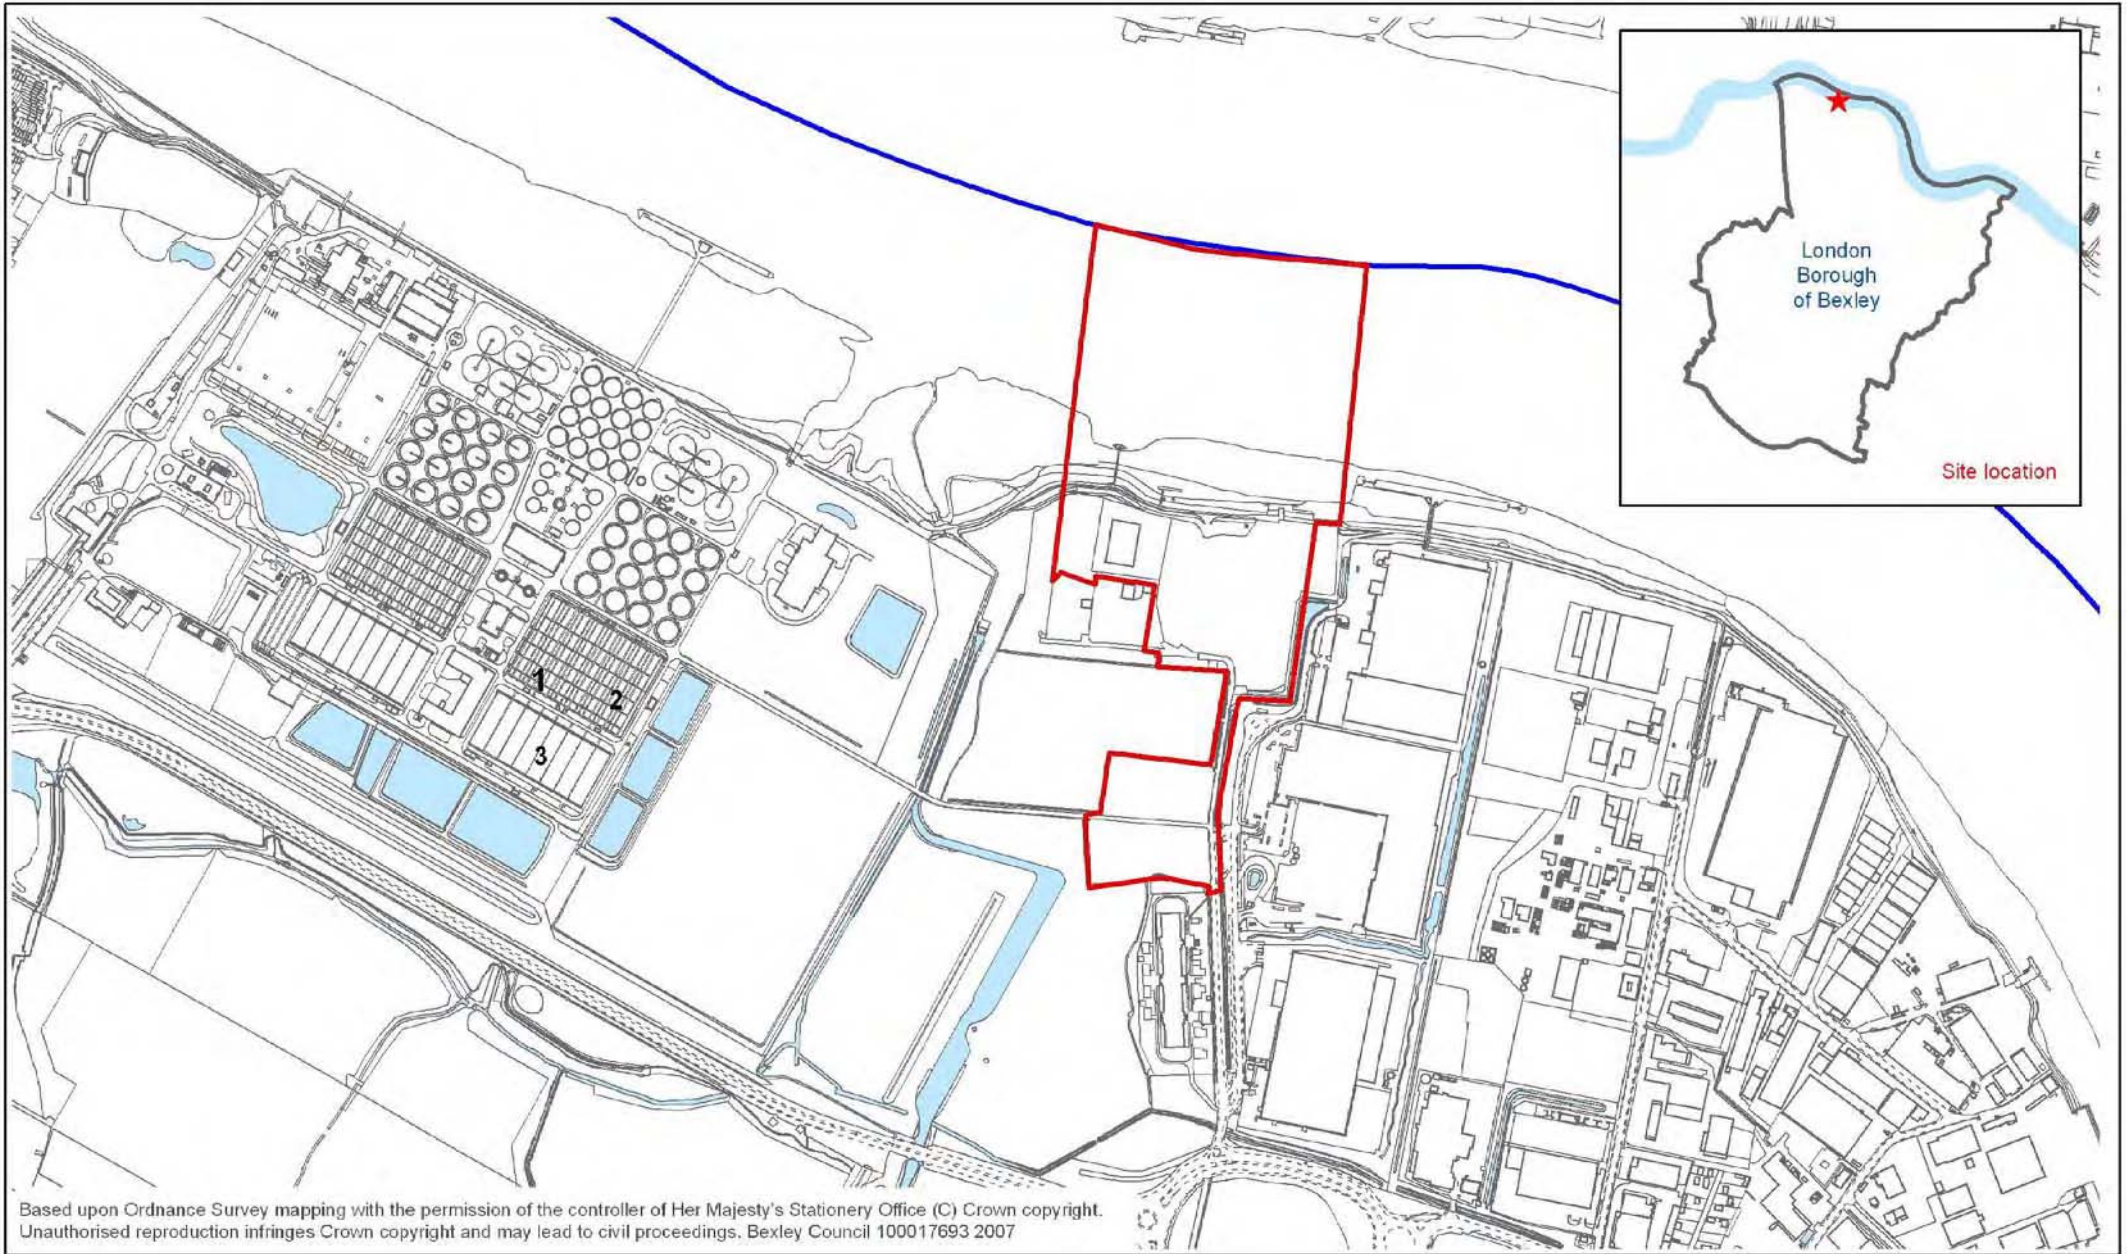 London
Borough
of Bexley
Site location
1
2
3
Based upon Ordnance Survey mapping with the permission of the controller of Her Majesty's Stationery Office (C) Crown copyright.
Unauthorised reproduction infringes Crown copyright and may lead to civil proceedings. Bexley Council 100017693 2007